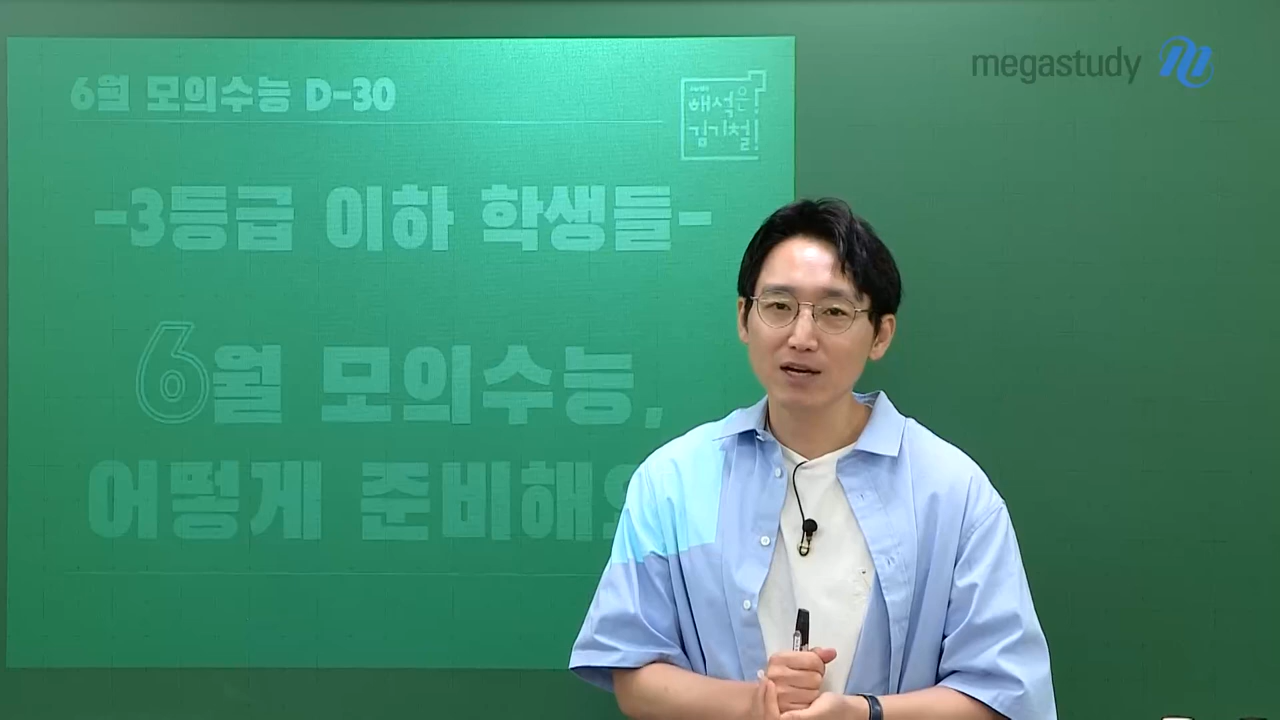 megastudy
6월 모의수능 D-30
해석은!
김기철!
-3등급 이하 학생들-
6월 모의수능,
어떻게 준비해요